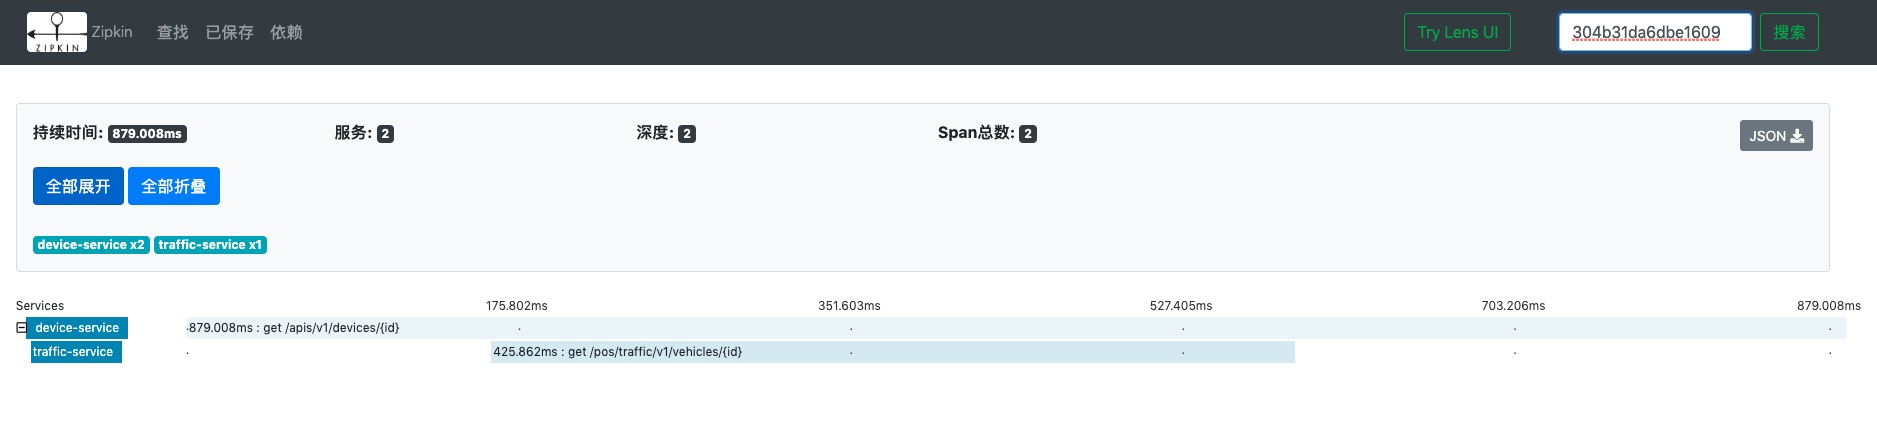 ZIPKIN Zipkin 查找 已保存 依赖 Try Lens UI 304b31da6dbe1609 搜索
持续时间: 879.008ms 服务: 2 深度: 2 Span总数: 2 JSON
全部展开 全部折叠
device-service x2 traffic-service x1
Services 175.802ms 351.603ms 527.405ms 703.206ms 879.008ms
device-service 879.008ms : get /apis/v1/devices/{id}
traffic-service 425.862ms : get /pos/traffic/v1/vehicles/{id}